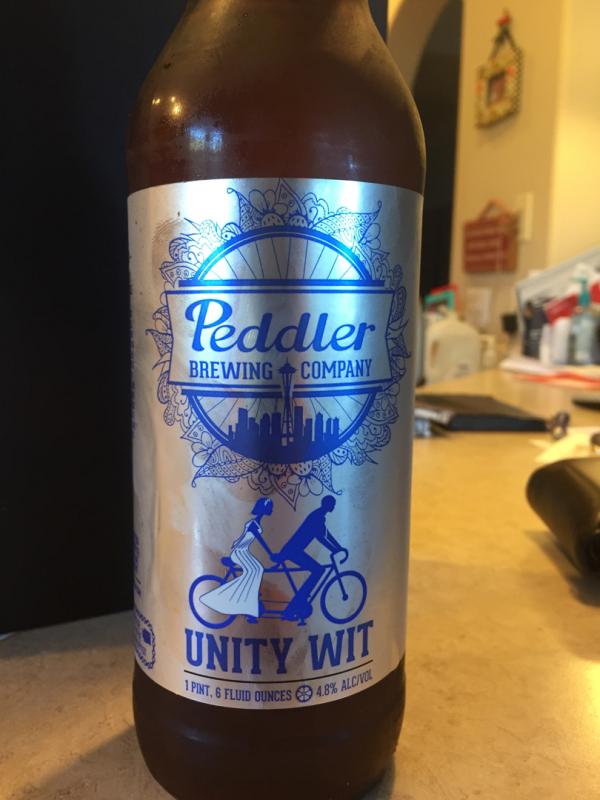 Peddler
BREWING COMPANY
UNITY WIT
1 PINT, 6 FLUID OUNCES 4.8% ALC/VOL